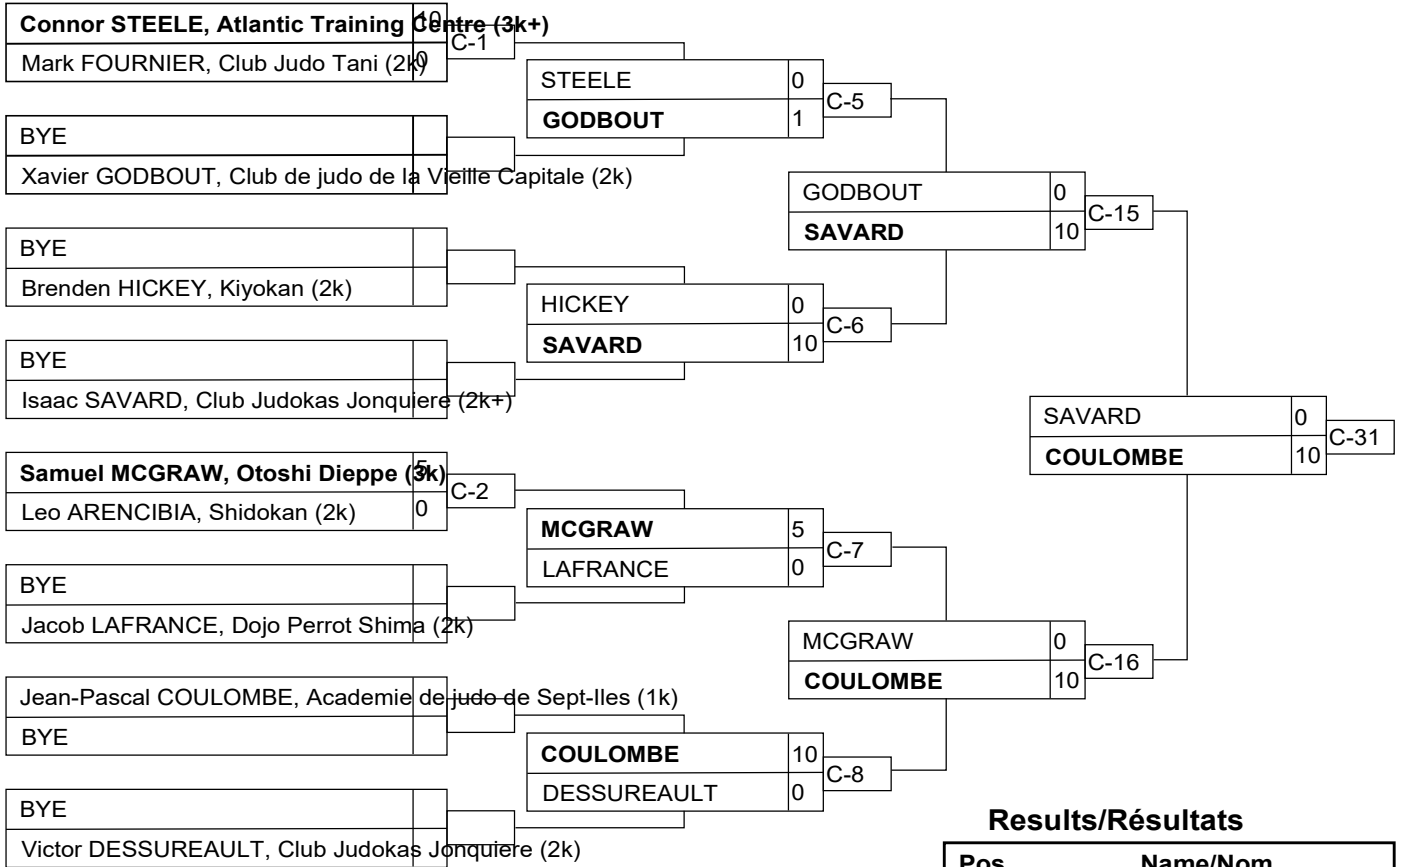 Connor STEELE, Atlantic Training Centre (3k+) 10
Mark FOURNIER, Club Judo Tani (2k) 0
C-1
BYE
Xavier GODBOUT, Club de judo de la Vieille Capitale (2k)
BYE
Brenden HICKEY, Kiyokan (2k)
BYE
Isaac SAVARD, Club Judokas Jonquiere (2k+)
Samuel MCGRAW, Otoshi Dieppe (3k) 5
Leo ARENCIBIA, Shidokan (2k) 0
C-2
BYE
Jacob LAFRANCE, Dojo Perrot Shima (2k)
Jean-Pascal COULOMBE, Academie de judo de Sept-Iles (1k)
BYE
BYE
Victor DESSUREAULT, Club Judokas Jonquiere (2k)
STEELE 0
GODBOUT 1
C-5
HICKEY 0
SAVARD 10
C-6
MCGRAW 5
LAFRANCE 0
C-7
COULOMBE 10
DESSUREAULT 0
C-8
GODBOUT 0
SAVARD 10
C-15
MCGRAW 0
COULOMBE 10
C-16
SAVARD 0
COULOMBE 10
C-31
Results/Résultats
Pos Name/Nom